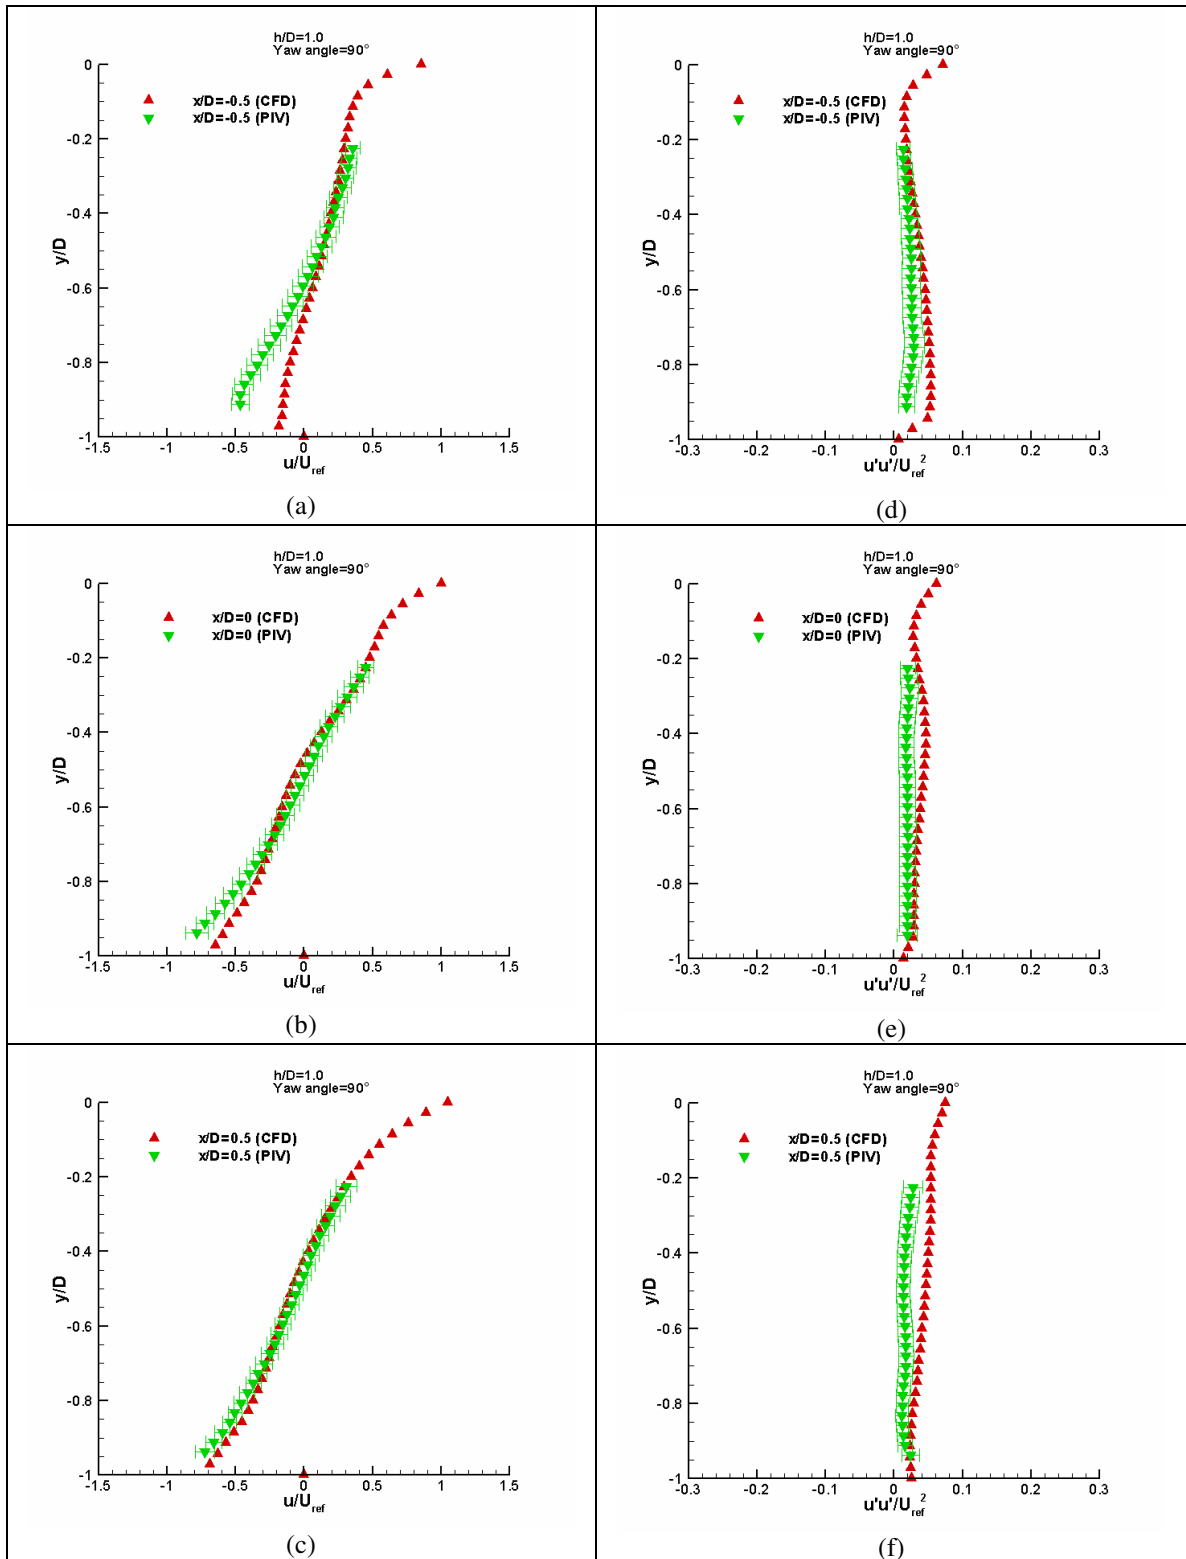 h/D=1.0
Yaw angle=90°
x/D=-0.5 (CFD)
x/D=-0.5 (PIV)
y/D
0
-0.2
-0.4
-0.6
-0.8
-1
-1.5 -1 -0.5 0 0.5 1 1.5
u/Uref
(a)
h/D=1.0
Yaw angle=90°
x/D=-0.5 (CFD)
x/D=-0.5 (PIV)
y/D
0
-0.2
-0.4
-0.6
-0.8
-1
-0.3 -0.2 -0.1 0 0.1 0.2 0.3
u'u'/Uref2
(d)
h/D=1.0
Yaw angle=90°
x/D=0 (CFD)
x/D=0 (PIV)
y/D
0
-0.2
-0.4
-0.6
-0.8
-1
-1.5 -1 -0.5 0 0.5 1 1.5
u/Uref
(b)
h/D=1.0
Yaw angle=90°
x/D=0 (CFD)
x/D=0 (PIV)
y/D
0
-0.2
-0.4
-0.6
-0.8
-1
-0.3 -0.2 -0.1 0 0.1 0.2 0.3
u'u'/Uref2
(e)
h/D=1.0
Yaw angle=90°
x/D=0.5 (CFD)
x/D=0.5 (PIV)
y/D
0
-0.2
-0.4
-0.6
-0.8
-1
-1.5 -1 -0.5 0 0.5 1 1.5
u/Uref
(c)
h/D=1.0
Yaw angle=90°
x/D=0.5 (CFD)
x/D=0.5 (PIV)
y/D
0
-0.2
-0.4
-0.6
-0.8
-1
-0.3 -0.2 -0.1 0 0.1 0.2 0.3
u'u'/Uref2
(f)